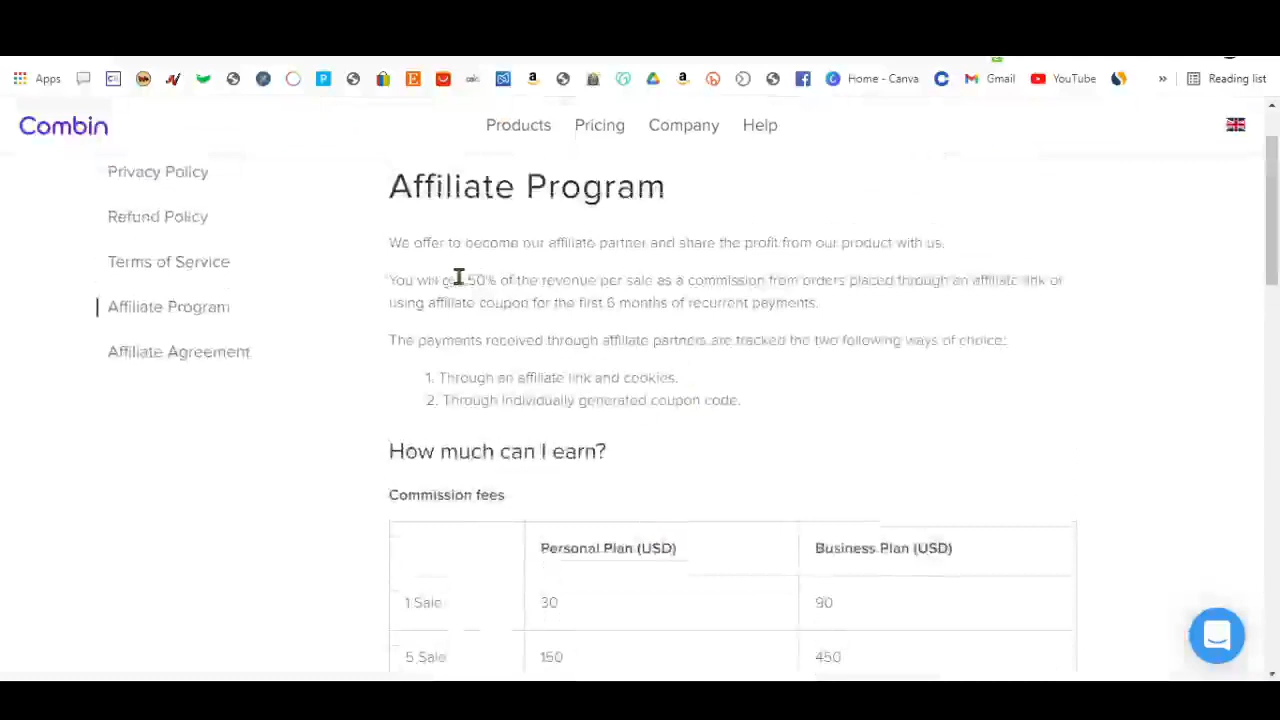 Apps
Home - Canva
Gmail
YouTube
»
Reading list
Combin
Products
Pricing
Company
Help
Privacy Policy
Refund Policy
Terms of Service
Affiliate Program
Affiliate Agreement
Affiliate Program
We offer to become our affiliate partner and share the profit from our product with us.
You will 50% of the revenue per sale as a commission from orders placed through an affiliate link or
using affiliate coupon for the first 6 months of recurrent payments.
The payments received through affiliate partners are tracked the two following ways of choice:
1. Through an affiliate link and cookies.
2. Through individually generated coupon code.
How much can I earn?
Commission fees
Personal Plan (USD)
Business Plan (USD)
1 Sale
30
90
5 Sale
150
450